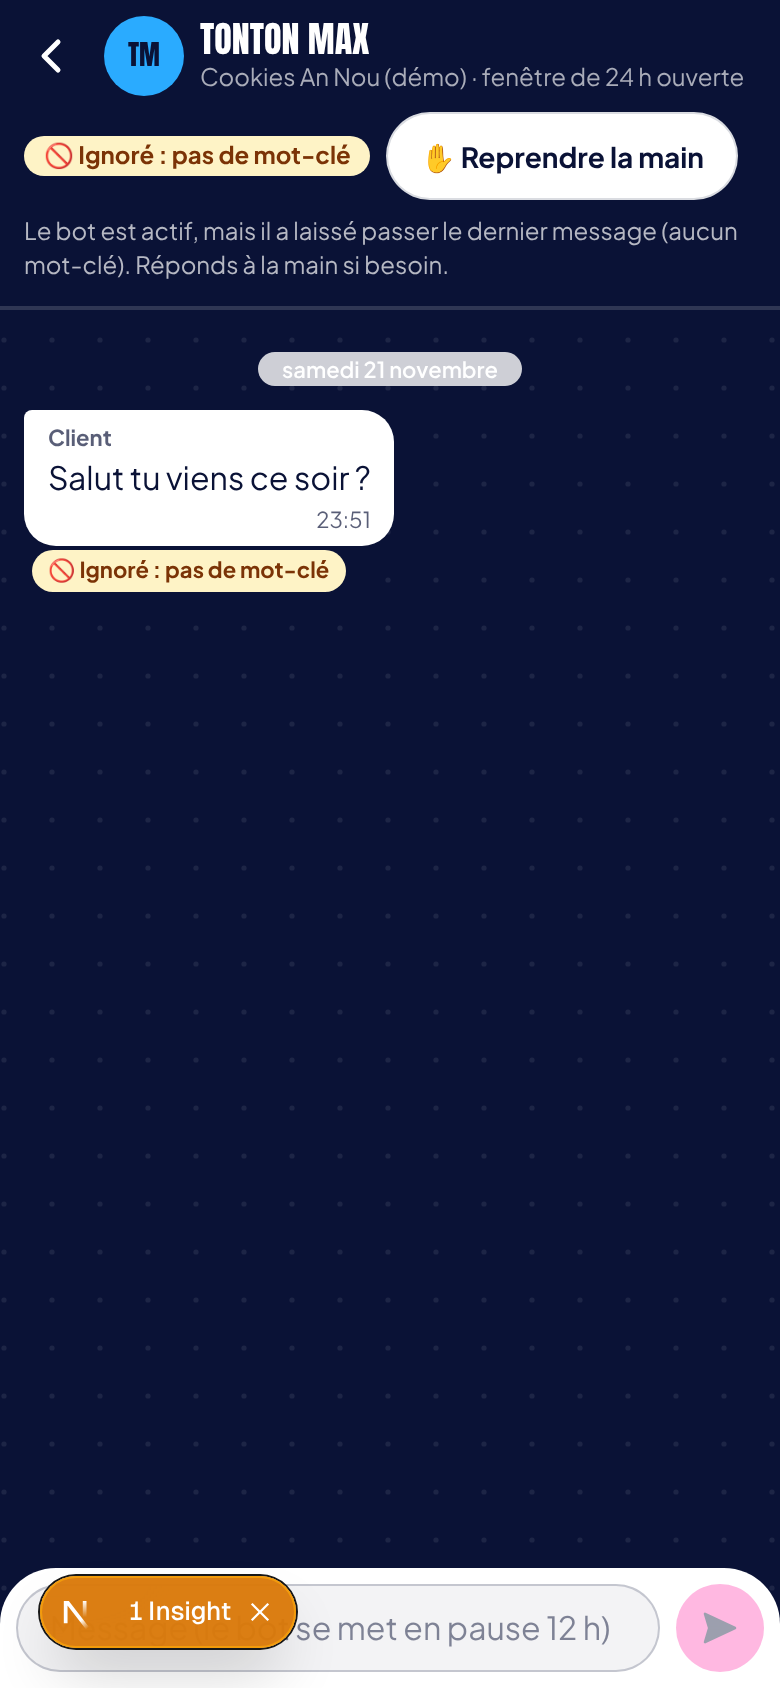 TM
TONTON MAX
Cookies An Nou (démo) · fenêtre de 24 h ouverte
🚫 Ignoré : pas de mot-clé
✋ Reprendre la main
Le bot est actif, mais il a laissé passer le dernier message (aucun
mot-clé). Réponds à la main si besoin.
samedi 21 novembre
Client
Salut tu viens ce soir ?
23:51
🚫 Ignoré : pas de mot-clé
N 1 Insight
se met en pause 12 h)